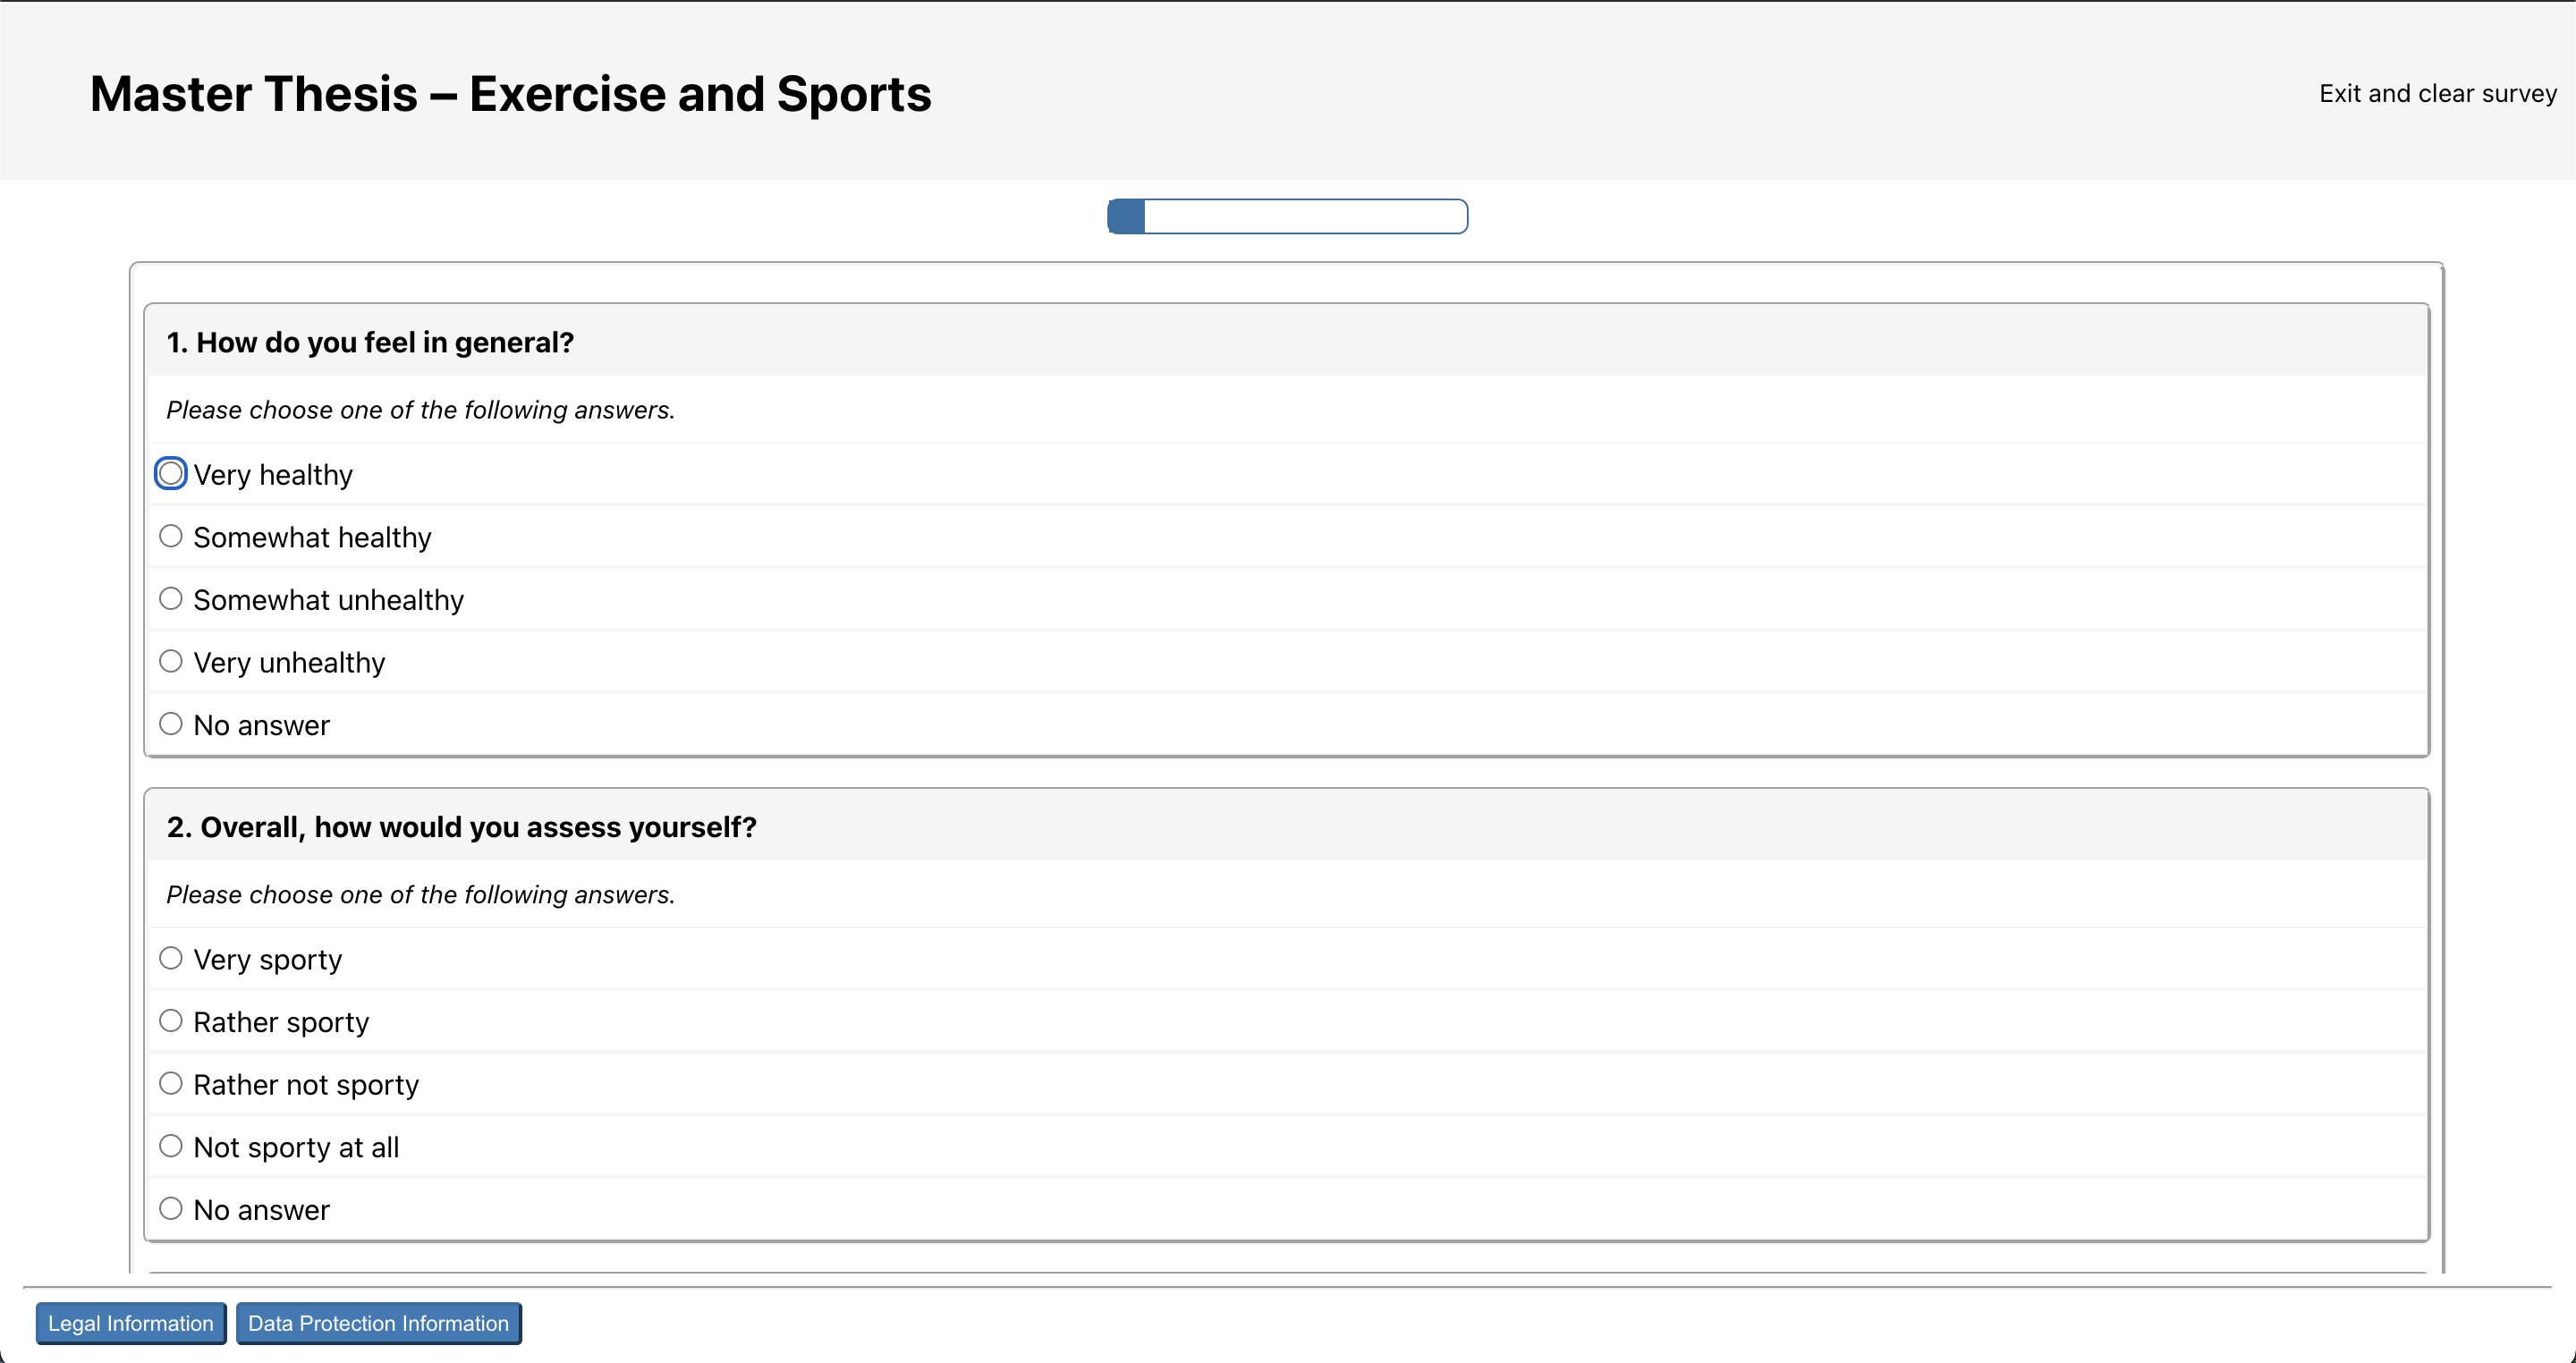 Master Thesis – Exercise and Sports
Exit and clear survey
1. How do you feel in general?
Please choose one of the following answers.
Very healthy
Somewhat healthy
Somewhat unhealthy
Very unhealthy
No answer
2. Overall, how would you assess yourself?
Please choose one of the following answers.
Very sporty
Rather sporty
Rather not sporty
Not sporty at all
No answer
Legal Information
Data Protection Information